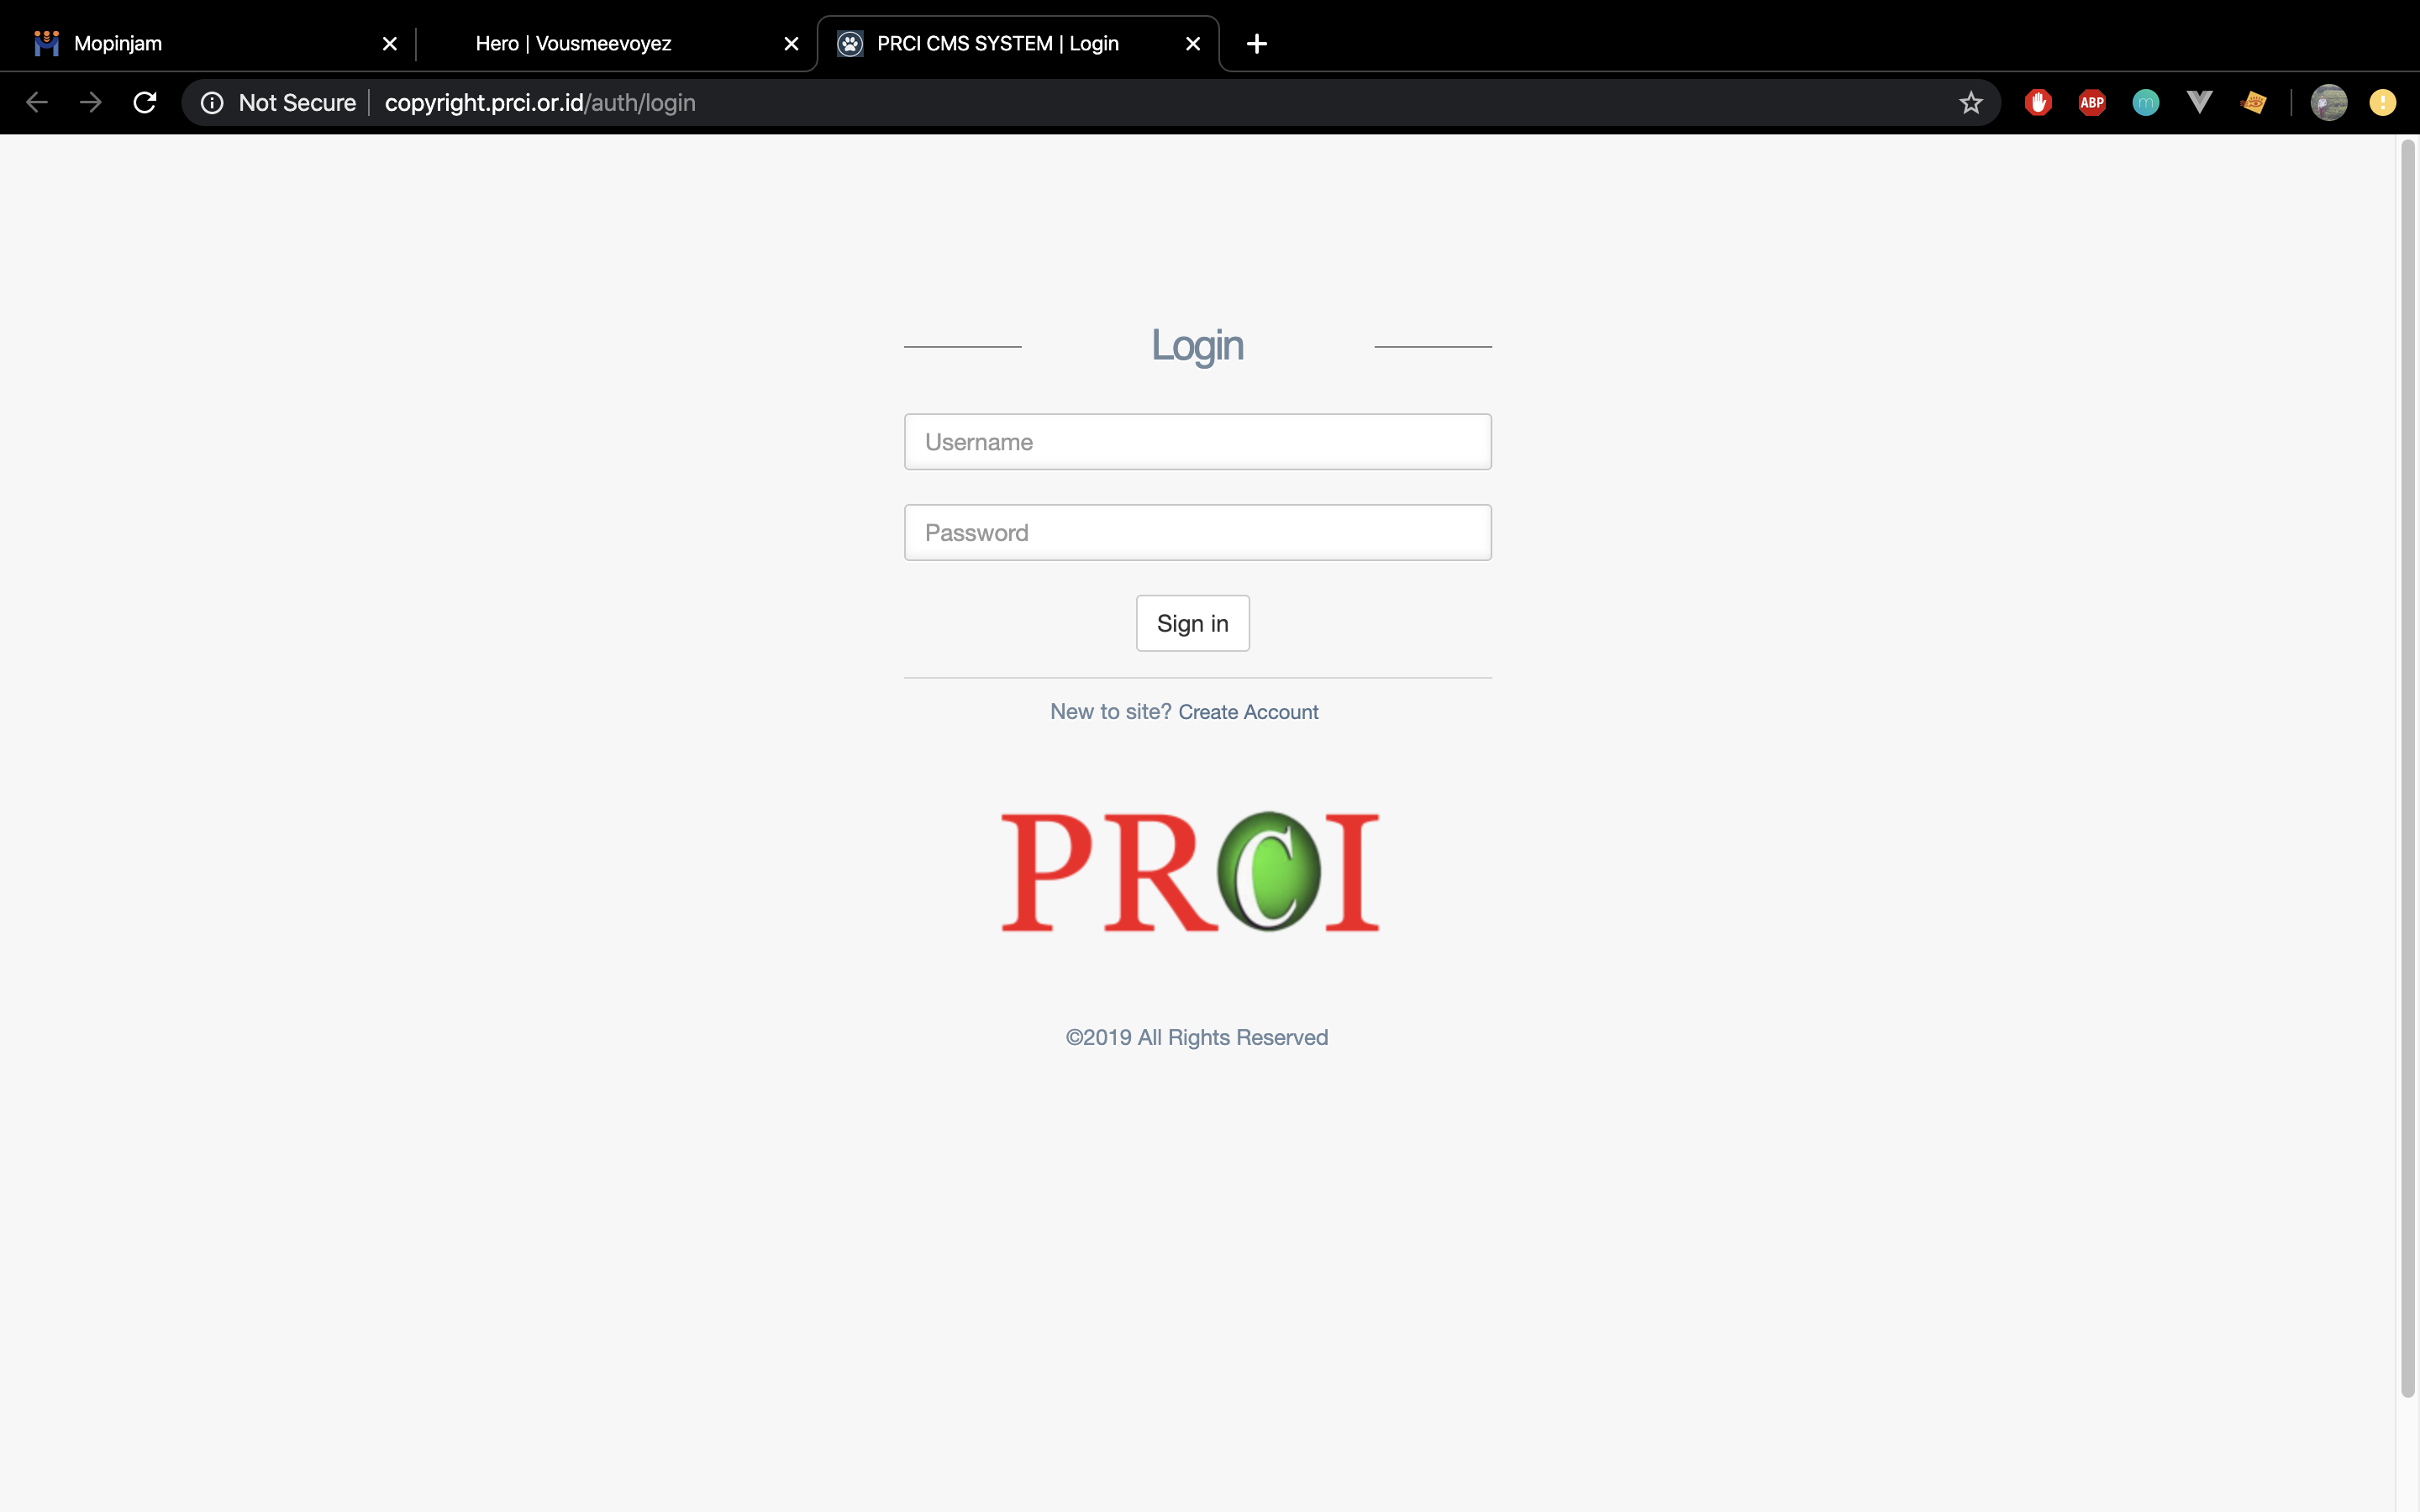 Mopinjam
Hero | Vousmeevoyez
PRCI CMS SYSTEM | Login
Not Secure
copyright.prci.or.id/auth/login
ABP
m
Login
Username
Password
Sign in
New to site? Create Account
PRCI
©2019 All Rights Reserved